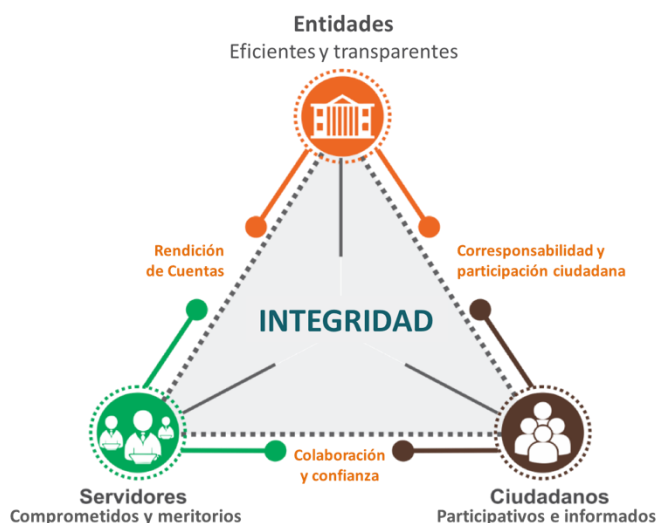 Entidades
Eficientes y transparentes
Rendición
de Cuentas
Corresponsabilidad y
participación ciudadana
INTEGRIDAD
Colaboración
y confianza
Servidores
Comprometidos y meritorios
Ciudadanos
Participativos e informados